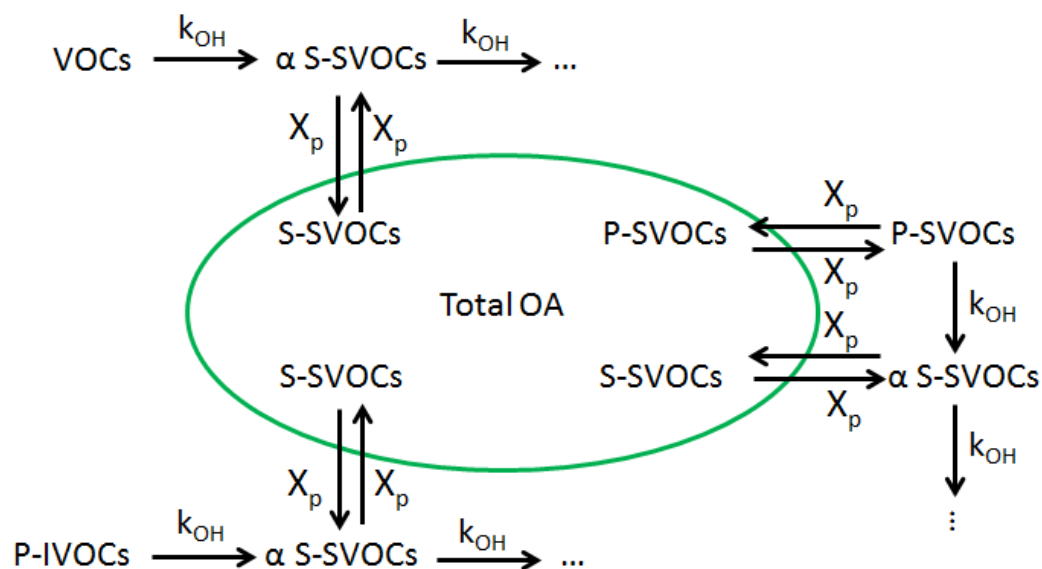 VOCs k_OH α S-SVOCs k_OH ...
X_p X_p
S-SVOCs
P-SVOCs X_p P-SVOCs
X_p
k_OH
Total OA
X_p
S-SVOCs
S-SVOCs α S-SVOCs
X_p
k_OH
X_p X_p
...
P-IVOCs k_OH α S-SVOCs k_OH ...